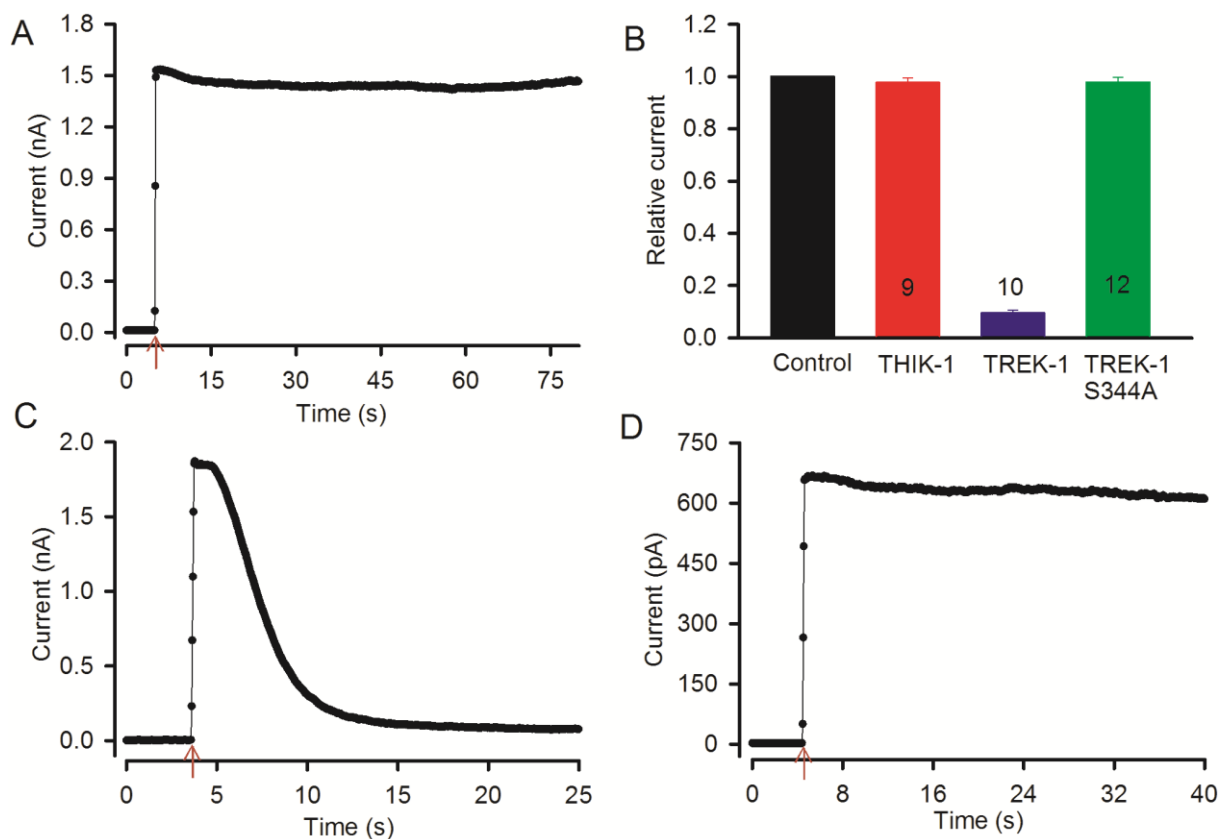 A
1.8
1.5
1.2
0.9
0.6
0.3
0.0
Current (nA)
0 15 30 45 60 75
Time (s)
B
1.2
1.0
0.8
0.6
0.4
0.2
0.0
Relative current
9 10 12
Control THIK-1 TREK-1 TREK-1
S344A
C
2.0
1.5
1.0
0.5
0.0
Current (nA)
0 5 10 15 20 25
Time (s)
D
750
600
450
300
150
0
Current (pA)
0 8 16 24 32 40
Time (s)